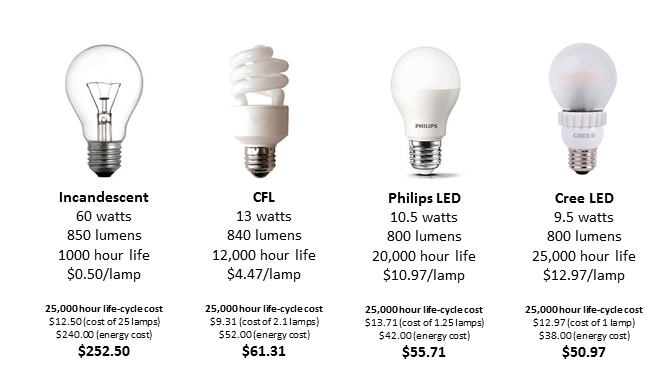 PHILIPS
CREE
Incandescent
60 watts
850 lumens
1000 hour life
$0.50/lamp
25,000 hour life-cycle cost
$12.50 (cost of 25 lamps)
$240.00 (energy cost)
$252.50
CFL
13 watts
840 lumens
12,000 hour life
$4.47/lamp
25,000 hour life-cycle cost
$9.31 (cost of 2.1 lamps)
$52.00 (energy cost)
$61.31
Philips LED
10.5 watts
800 lumens
20,000 hour life
$10.97/lamp
25,000 hour life-cycle cost
$13.71 (cost of 1.25 lamps)
$42.00 (energy cost)
$55.71
Cree LED
9.5 watts
800 lumens
25,000 hour life
$12.97/lamp
25,000 hour life-cycle cost
$12.97 (cost of 1 lamp)
$38.00 (energy cost)
$50.97